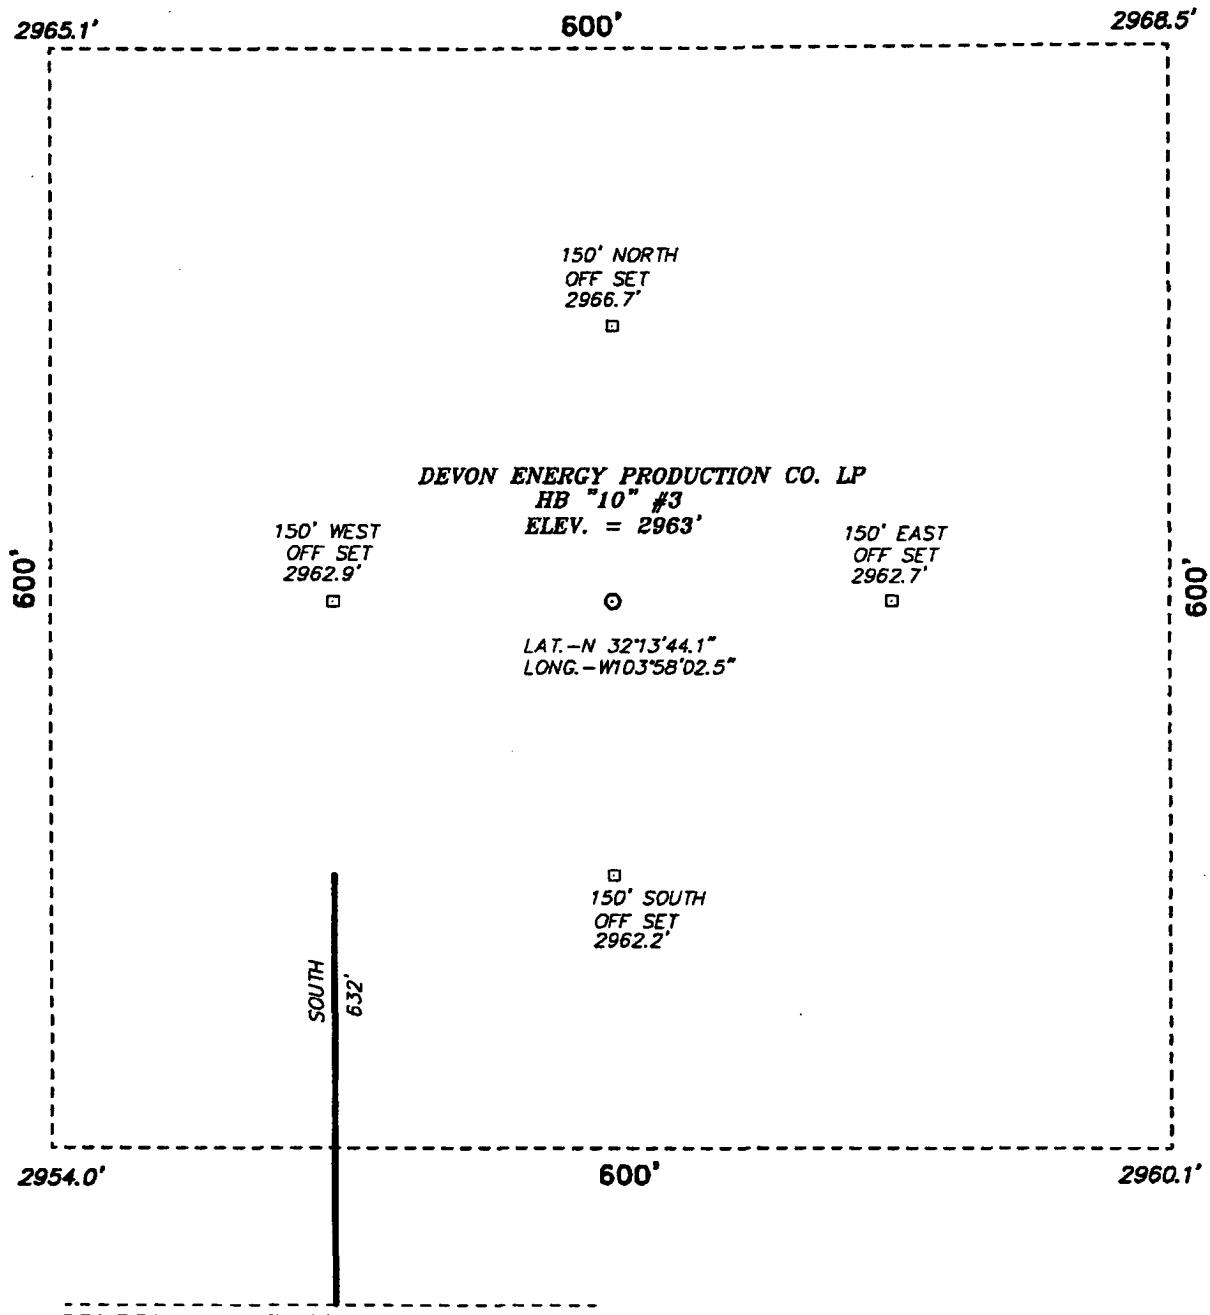 2965.1'
600'
2968.5'
150' NORTH
OFF SET
2966.7'
DEVON ENERGY PRODUCTION CO. LP
HB "10" #3
ELEV. = 2963'
150' WEST
OFF SET
2962.9'
150' EAST
OFF SET
2962.7'
600'
600'
LAT.-N 32°13'44.1"
LONG.-W103°58'02.5"
150' SOUTH
OFF SET
2962.2'
SOUTH
632'
2954.0'
600'
2960.1'